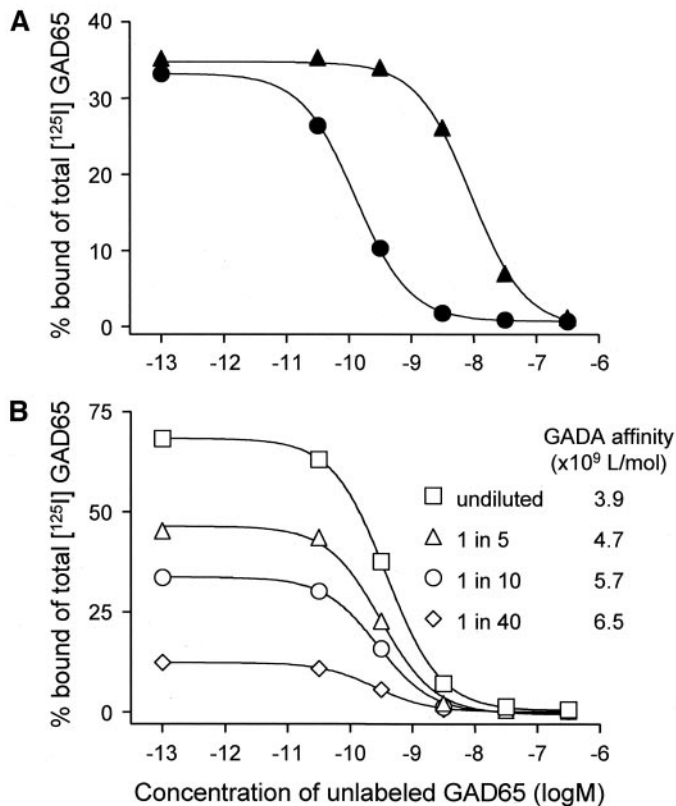 A
% bound of total [¹²⁵I] GAD65
40
30
20
10
0
-13 -12 -11 -10 -9 -8 -7 -6
B
% bound of total [¹²⁵I] GAD65
75
50
25
0
GADA affinity
(x10⁹ L/mol)
undiluted 3.9
1 in 5 4.7
1 in 10 5.7
1 in 40 6.5
-13 -12 -11 -10 -9 -8 -7 -6
Concentration of unlabeled GAD65 (logM)